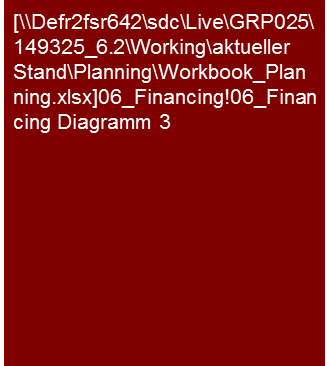 [\\Defr2fsr642\sdc\Live\GRP025\
149325_6.2\Working\aktueller
Stand\Planning\Workbook_Plan
ning.xlsx]06_Financing!06_Finan
cing Diagramm 3